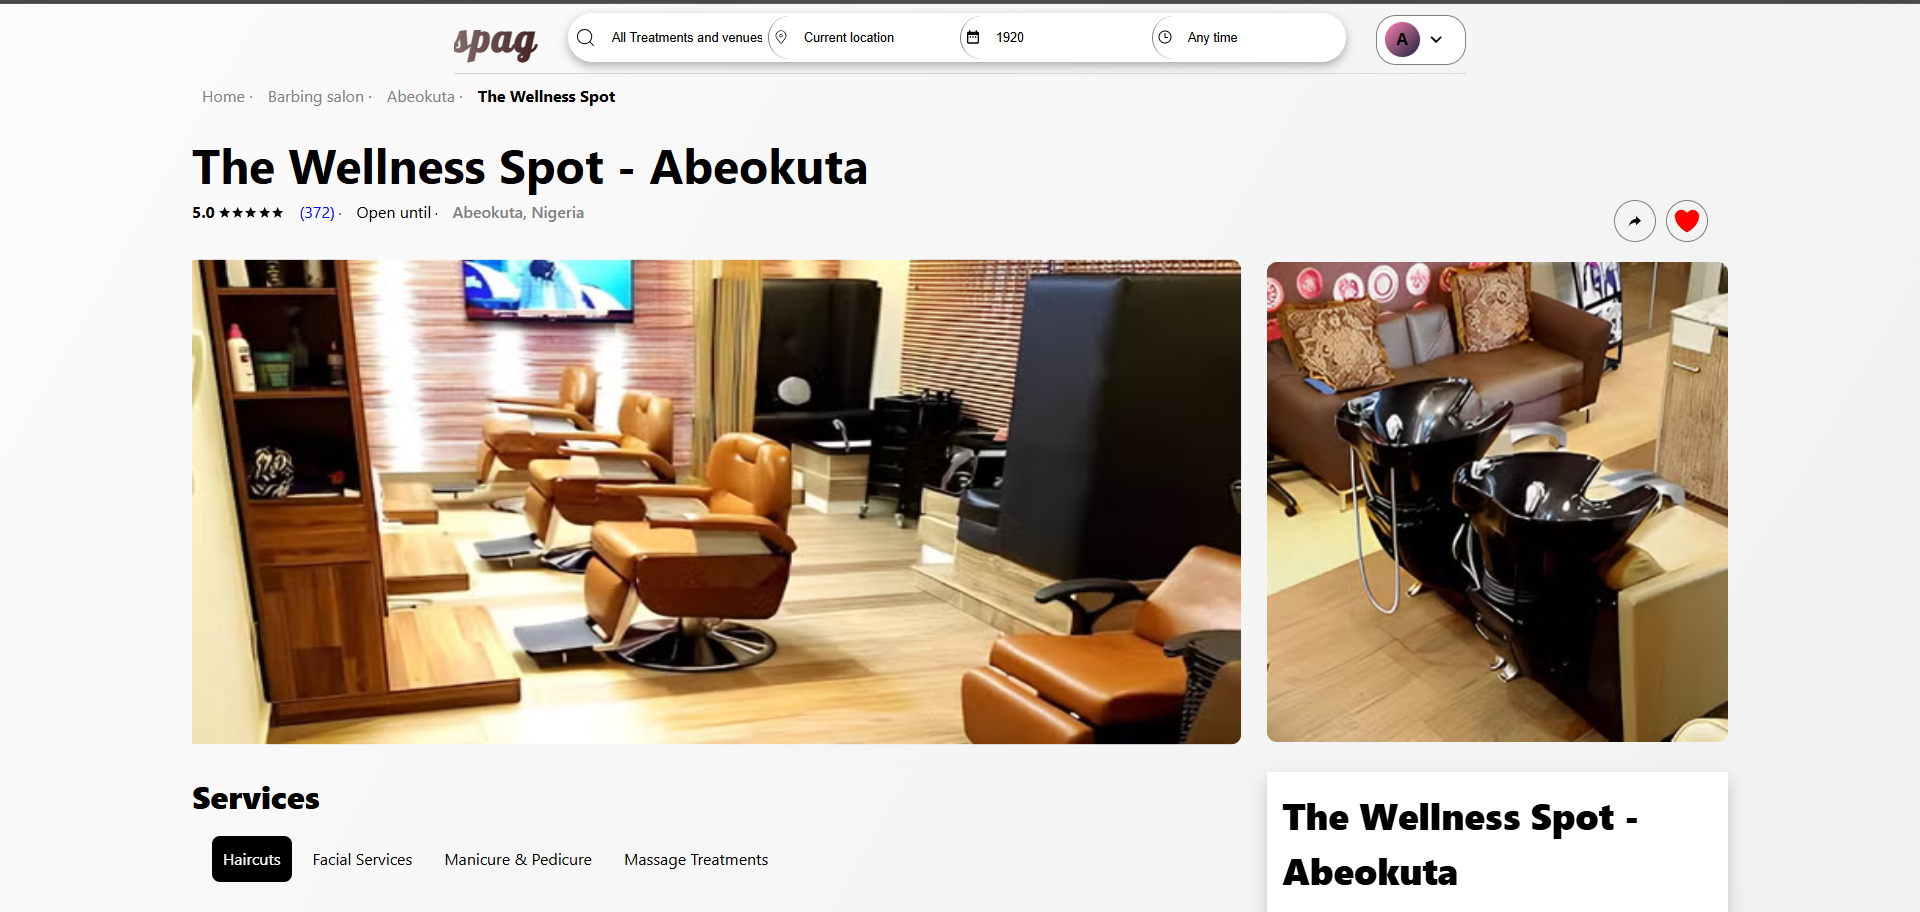 spag
All Treatments and venues
Current location
1920
Any time
A
Home · Barbing salon · Abeokuta · The Wellness Spot
The Wellness Spot - Abeokuta
5.0 ★★★★★ (372) · Open until · Abeokuta, Nigeria
Services
Haircuts
Facial Services
Manicure & Pedicure
Massage Treatments
The Wellness Spot -
Abeokuta